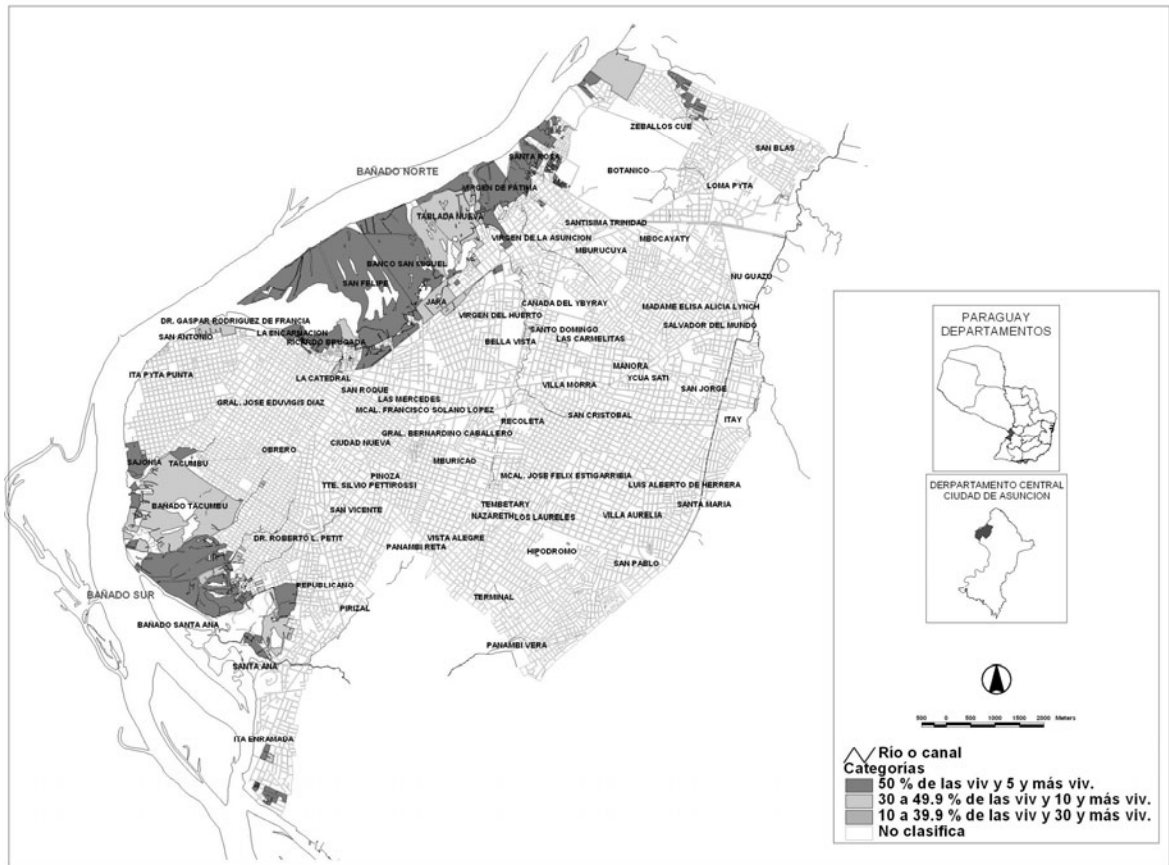 ZEBALLOS CUE
SAN BLAS
SANTA ROSA
BAÑADO NORTE
BOTANICO
VIRGEN DE FÁTIMA
LOMA PYTA
TABLADA NUEVA
SANTISIMA TRINIDAD
VIRGEN DE LA ASUNCION
MBOCAYATY
MBURUCUYA
BANCO SAN MIGUEL
SAN FELIPE
ÑU GUAZU
JARA
CAÑADA DEL YBYRAY
MADAME ELISA ALICIA LYNCH
VIRGEN DEL HUERTO
DR. GASPAR RODRIGUEZ DE FRANCIA
SALVADOR DEL MUNDO
LA ENCARNACION
SANTO DOMINGO
SAN ANTONIO
RICARDO BRUGADA
BELLA VISTA
LAS CARMELITAS
MANORA
ITA PYTA PUNTA
LA CATEDRAL
YCUA SATI
VILLA MORRA
SAN ROQUE
SAN JORGE
LAS MERCEDES
GRAL. JOSE EDUVIGIS DIAZ
MCAL. FRANCISCO SOLANO LOPEZ
SAN CRISTOBAL
RECOLETA
ITAY
GRAL. BERNARDINO CABALLERO
CIUDAD NUEVA
OBRERO
SAJONIA
TACUMBU
MBURICAO
PINOZA
MCAL. JOSE FELIX ESTIGARRIBIA
TTE. SILVIO PETTIROSSI
LUIS ALBERTO DE HERRERA
BAÑADO TACUMBU
TEMBETARY
SANTA MARIA
SAN VICENTE
NAZARETH
LOS LAURELES
VILLA AURELIA
DR. ROBERTO L. PETIT
VISTA ALEGRE
PANAMBI RETA
HIPODROMO
SAN PABLO
REPUBLICANO
BAÑADO SUR
TERMINAL
PIRIZAL
BAÑADO SANTA ANA
PANAMBI VERA
SANTA ANA
ITA ENRAMADA
PARAGUAY
DEPARTAMENTOS
DERPARTAMENTO CENTRAL
CIUDAD DE ASUNCION
500 0 500 1000 1500 2000 Meters
Rio o canal
Categorias
50 % de las viv y 5 y más viv.
30 a 49.9 % de las viv y 10 y más viv.
10 a 39.9 % de las viv y 30 y más viv.
No clasifica